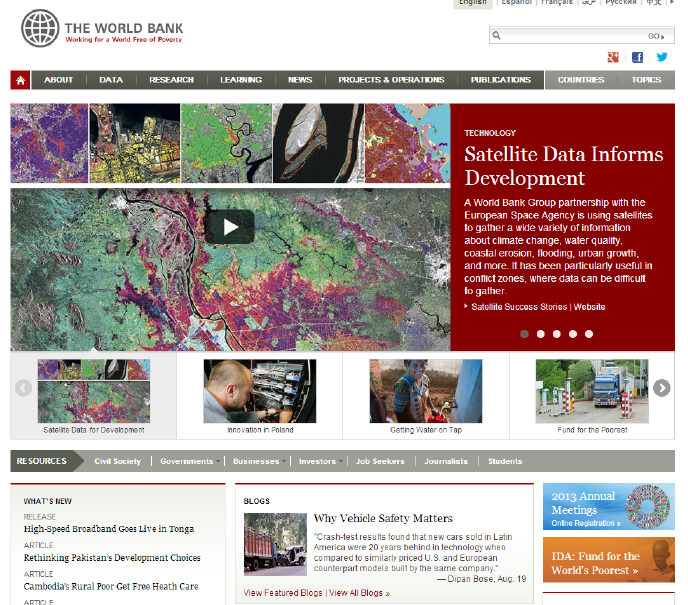 English | Español | Français | عربي | Русский | 中文
THE WORLD BANK
Working for a World Free of Poverty
GO
ABOUT
DATA
RESEARCH
LEARNING
NEWS
PROJECTS & OPERATIONS
PUBLICATIONS
COUNTRIES
TOPICS
TECHNOLOGY
Satellite Data Informs
Development
A World Bank Group partnership with the
European Space Agency is using satellites
to gather a wide variety of information
about climate change, water quality,
coastal erosion, flooding, urban growth,
and more. It has been particularly useful in
conflict zones, where data can be difficult
to gather.
Satellite Success Stories | Website
Satellite Data for Development
Innovation in Poland
Getting Water on Tap
Fund for the Poorest
RESOURCES
Civil Society
Governments
Businesses
Investors
Job Seekers
Journalists
Students
WHAT'S NEW
RELEASE
High-Speed Broadband Goes Live in Tonga
ARTICLE
Rethinking Pakistan's Development Choices
ARTICLE
Cambodia's Rural Poor Get Free Heath Care
ARTICLE
BLOGS
Why Vehicle Safety Matters
"Crash-test results found that new cars sold in Latin
America were 20 years behind in technology when
compared to similarly priced U.S. and European
counterpart models built by the same company."
— Dipan Bose, Aug. 19
View Featured Blogs | View All Blogs »
2013 Annual
Meetings
Online Registration »
IDA: Fund for the
World's Poorest »